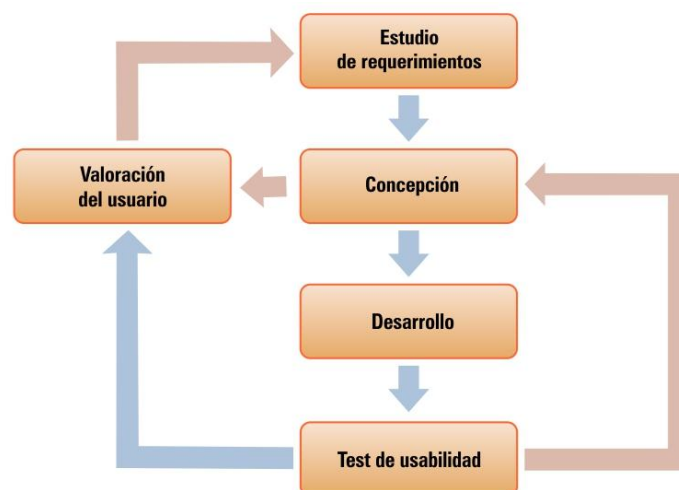 Estudio
de requerimientos
Valoración
del usuario
Concepción
Desarrollo
Test de usabilidad